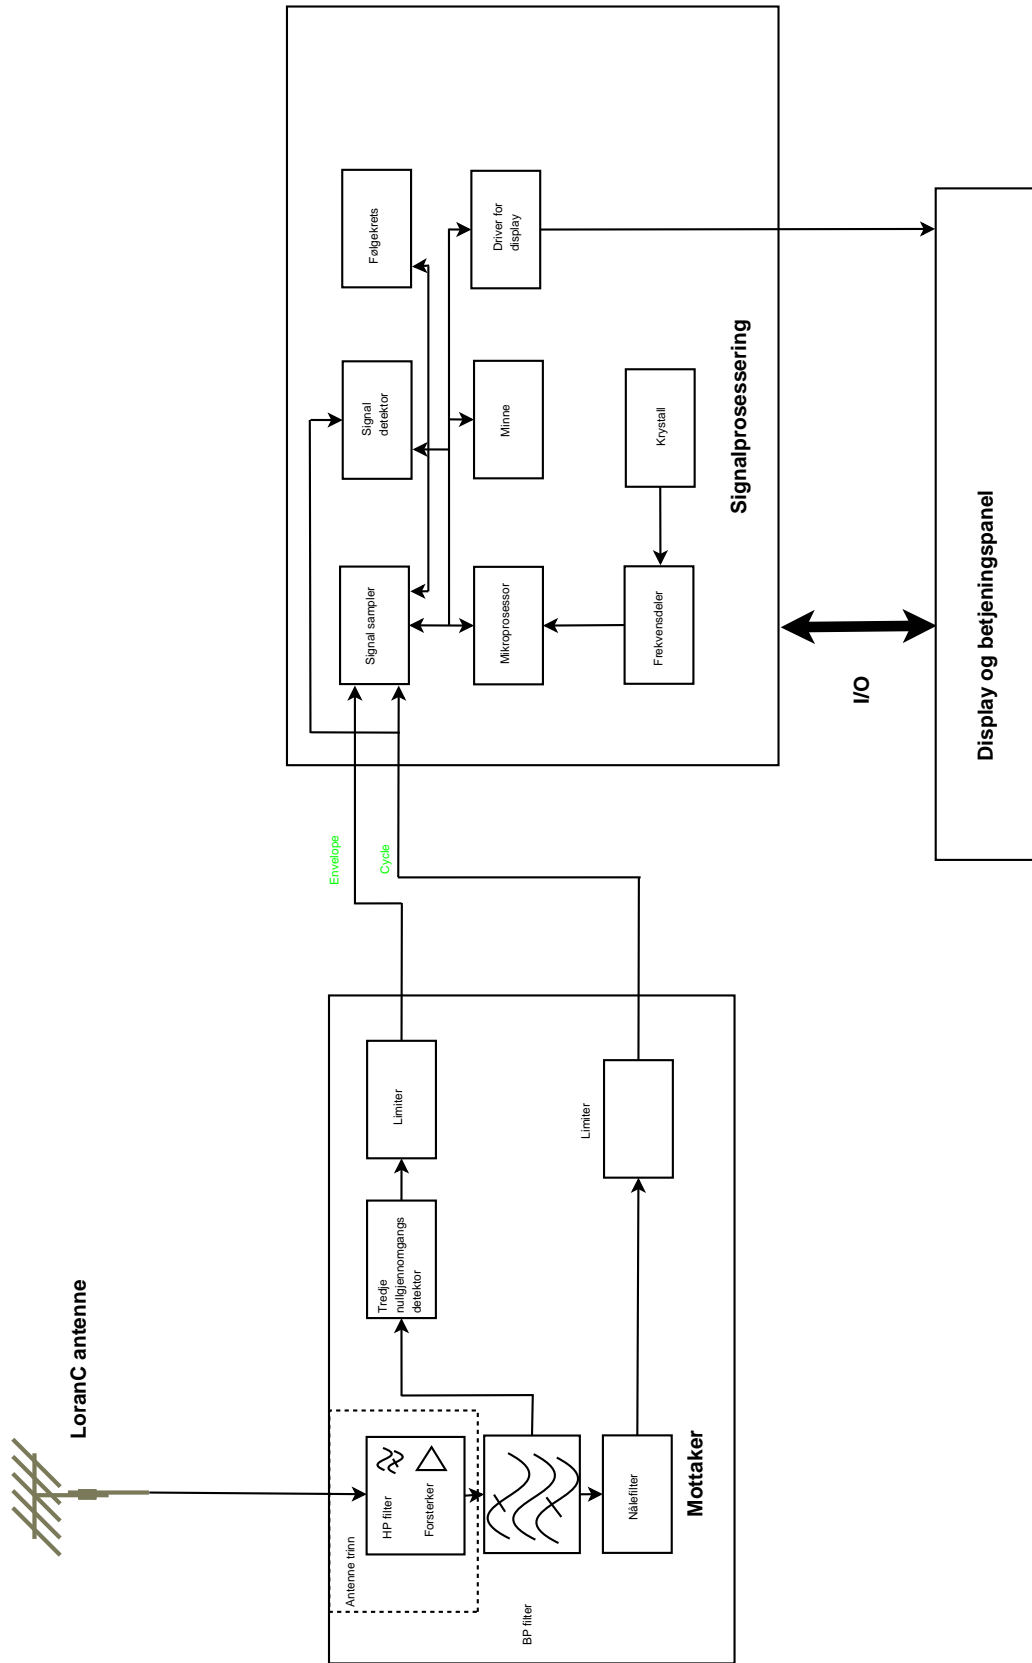 LoranC antenne
Antenne trinn
HP filter
Forsterker
BP filter
Nålefilter
Mottaker
Tredje
nullgjennomgangs
detektor
Limiter
Limiter
Envelope
Cycle
Signal sampler
Signal
detektor
Følgekrets
Mikroprosessor
Minne
Driver for
display
Frekvensdeler
Krystall
Signalprosessering
I/O
Display og betjeningspanel